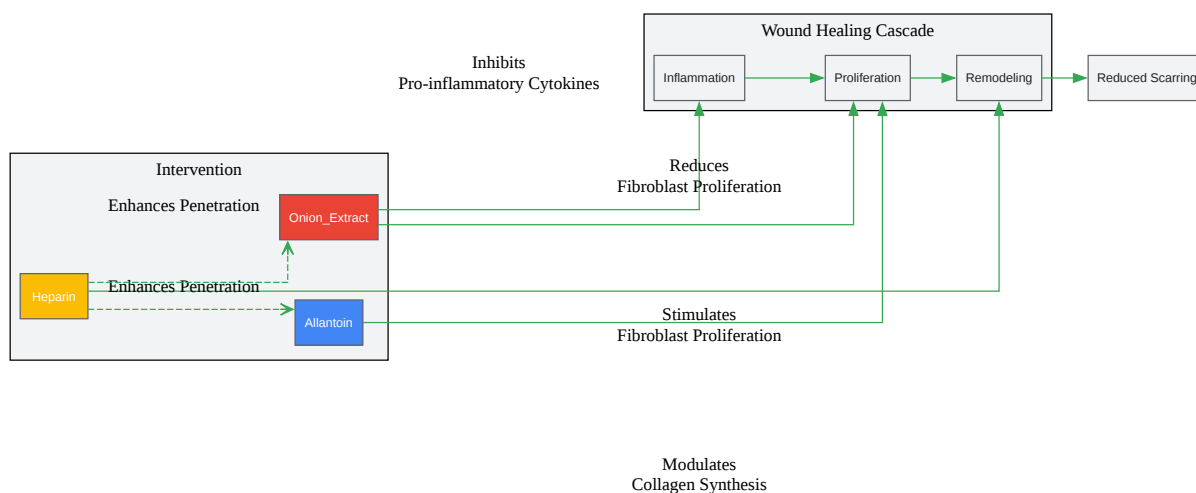 Wound Healing Cascade
Inflammation
Proliferation
Remodeling
Reduced Scarring
Inhibits
Pro-inflammatory Cytokines
Intervention
Enhances Penetration
Onion_Extract
Reduces
Fibroblast Proliferation
Heparin
Enhances Penetration
Allantoin
Stimulates
Fibroblast Proliferation
Modulates
Collagen Synthesis